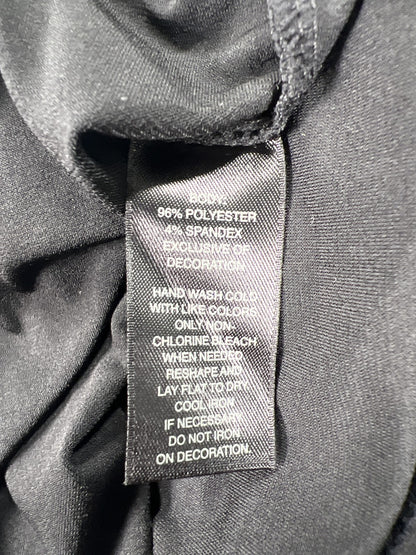 BODY:
96% POLYESTER
4% SPANDEX
EXCLUSIVE OF
DECORATION.
HAND WASH COLD
WITH LIKE COLORS
ONLY NON-
CHLORINE BLEACH
WHEN NEEDED
RESHAPE AND
LAY FLAT TO DRY
COOL IRON
IF NECESSARY
DO NOT IRON
ON DECORATION.